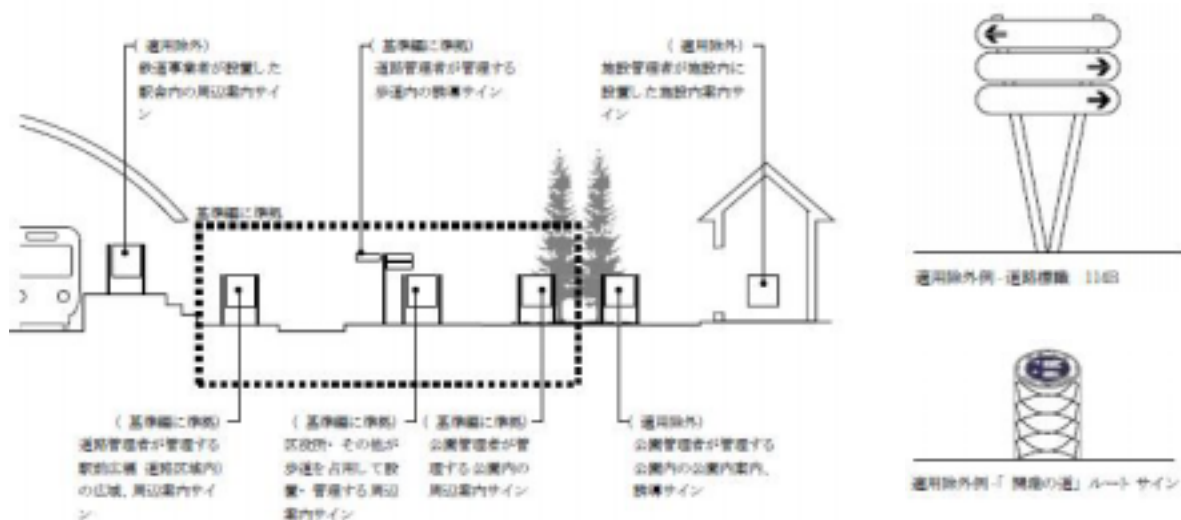 ( 適用除外)
鉄道事業者が設置した
駅舎内の周辺案内サイ
ン
( 基準編に準拠)
道路管理者が管理する
歩道内の誘導サイン
( 適用除外)
施設管理者が施設内に
設置した施設内案内サ
イン
基準編に準拠
( 基準編に準拠)
道路管理者が管理する
駅前広場 道路区域内)
の広域、周辺案内サイ
ン
( 基準編に準拠)
区役所・その他が
歩道を占用して設
置・管理する周辺
案内サイン
( 基準編に準拠)
公園管理者が管
理する公園内の
周辺案内サイン
( 適用除外)
公園管理者が管理する
公園内の公園内案内、
誘導サイン
適用除外例 - 道路標識 114B
適用除外例 -「 開港の道」 ルート サイン